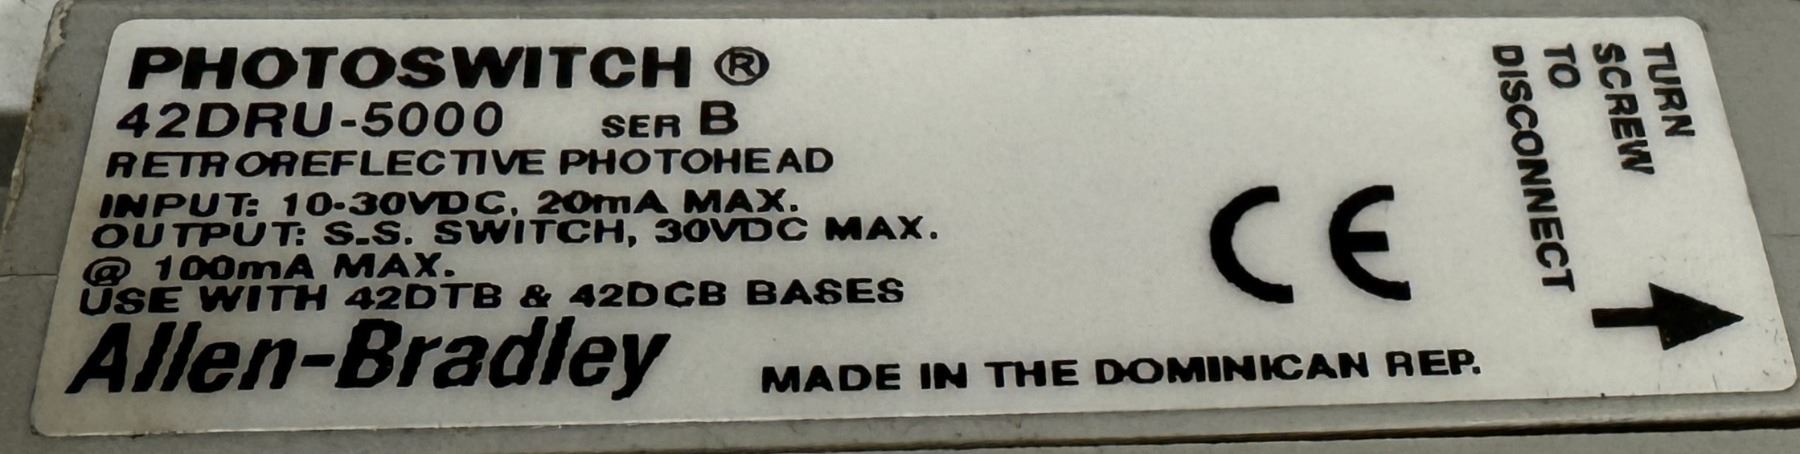 PHOTOSWITCH ®
42DRU-5000 SER B
RETROREFLECTIVE PHOTOHEAD
INPUT: 10-30VDC, 20mA MAX.
OUTPUT: S.S. SWITCH, 30VDC MAX.
@ 100mA MAX.
USE WITH 42DTB & 42DCB BASES
Allen-Bradley
MADE IN THE DOMINICAN REP.
CE
TURN
SCREW
TO
DISCONNECT